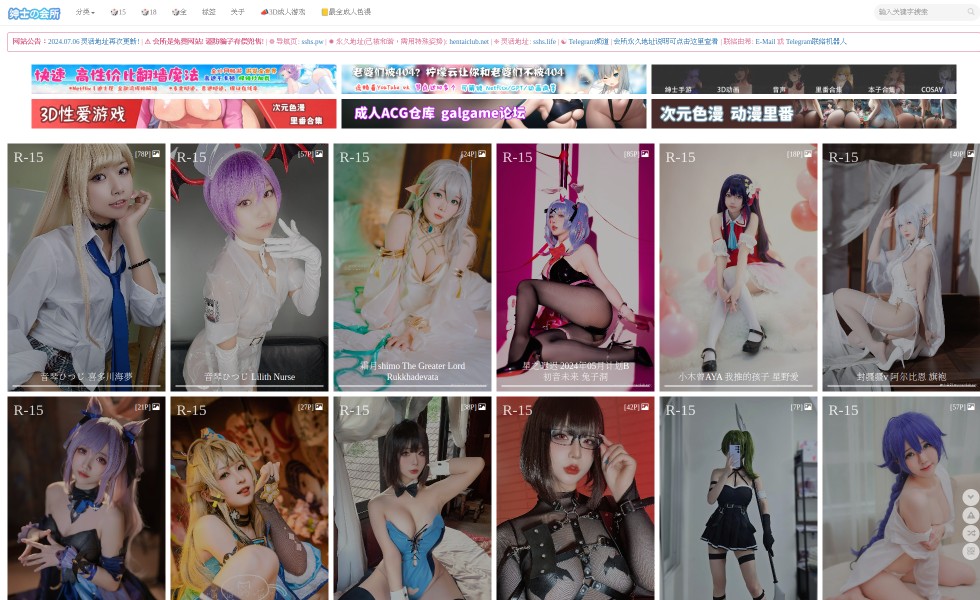 绅士の会所
分类 15 18 全 标签 关于 3D成人游戏 最全成人色漫 输入关键字搜索
网站公告：2024.07.06 灵活地址再次更新! | ⚠ 会所是免费网站! 谨防骗子有偿出售! | 导航页: sshs.pw | 永久地址(已被和谐，需用特殊姿势): hentaiclub.net | 灵活地址: sshs.life | Telegram频道 | 会所永久地址说明可点击这里查看 | 联络邮箱: E-Mail 或 Telegram联络机器人
快速 高性价比翻墙魔法
老婆们被404? 柠檬云让你和老婆们不被404
绅士手游 3D动画 音声 里番合集 本子合集 COSAV
3D性爱游戏 次元色漫 里番合集
成人ACG仓库 galgame论坛
次元色漫 动漫里番
R-15 [78P]
R-15 [57P]
R-15 [24P]
R-15 [85P]
R-15 [18P]
R-15 [40P]
音琴ひつじ 喜多川海夢
音琴ひつじ Lilith Nurse
霜月shimo The Greater Lord
Rukkhadevata
2024年05月计划B
初音未来 兔子洞
小木曾AYA 我推的孩子 星野爱
封疆疆v 阿尔比恩 旗袍
R-15 [21P]
R-15 [27P]
R-15 [38P]
R-15 [42P]
R-15 [7P]
R-15 [57P]